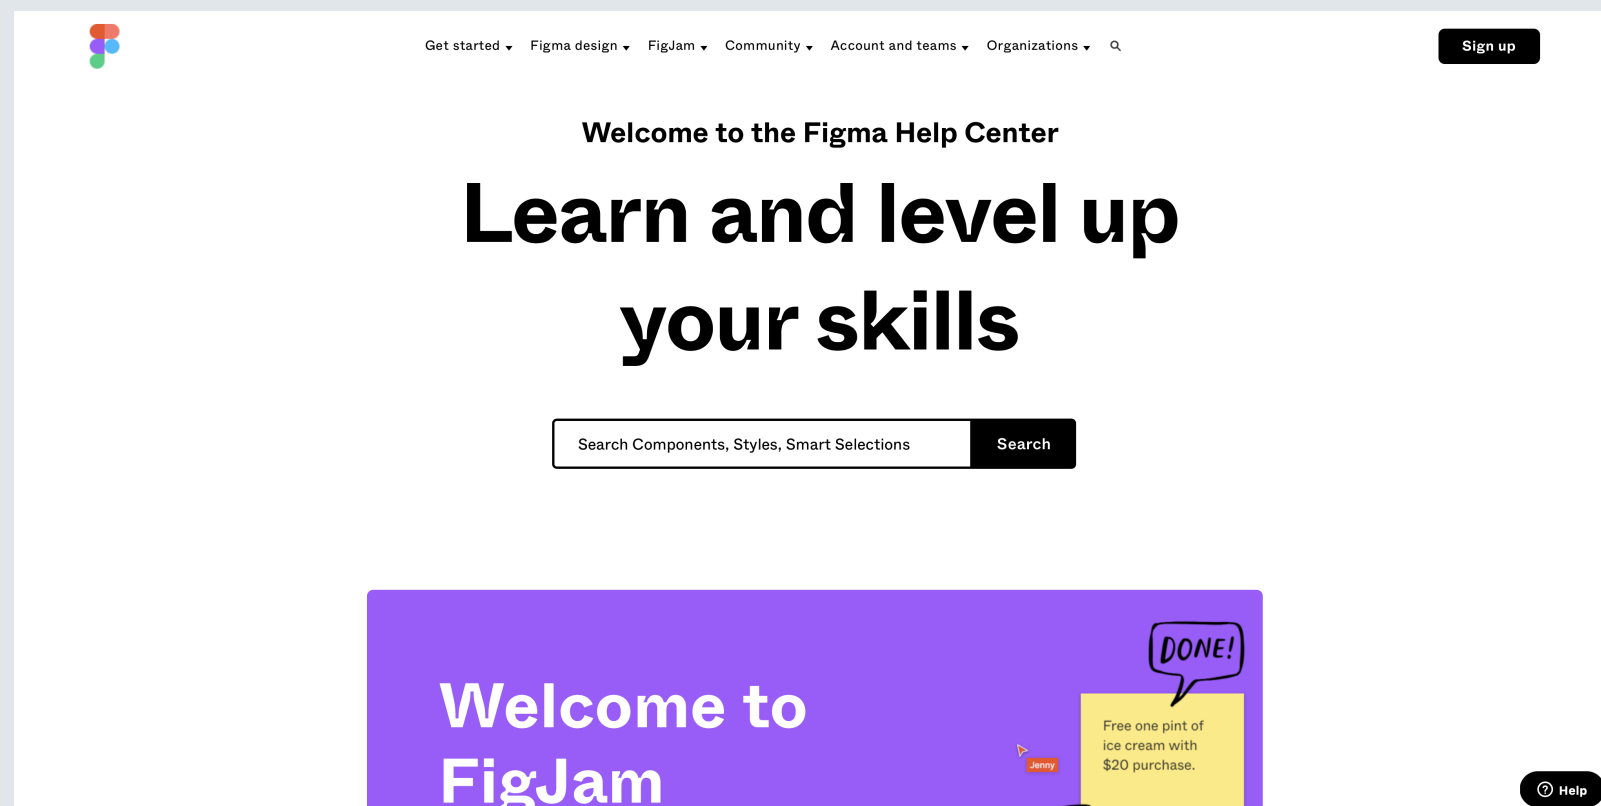 Get started Figma design FigJam Community Account and teams Organizations Sign up
Welcome to the Figma Help Center
Learn and level up
your skills
Search Components, Styles, Smart Selections Search
DONE!
Welcome to
FigJam
Free one pint of
ice cream with
$20 purchase.
Jenny
Help